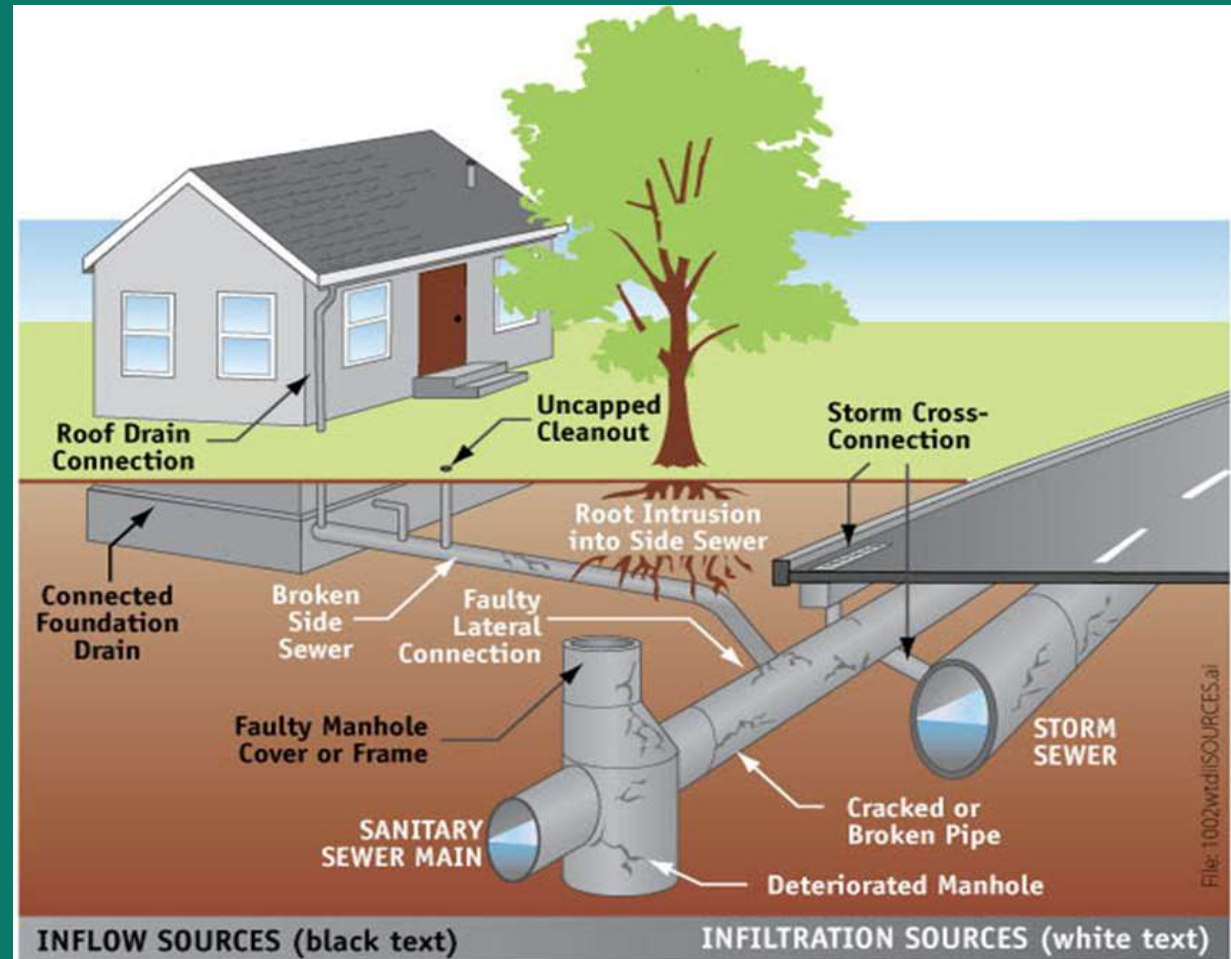 Roof Drain
Connection
Uncapped
Cleanout
Storm Cross-
Connection
Root Intrusion
into Side Sewer
Connected
Foundation
Drain
Broken
Side
Sewer
Faulty
Lateral
Connection
Faulty Manhole
Cover or Frame
STORM
SEWER
SANITARY
SEWER MAIN
Cracked or
Broken Pipe
Deteriorated Manhole
File: 1002wtdIiSOURCES.ai
INFLOW SOURCES (black text)
INFILTRATION SOURCES (white text)